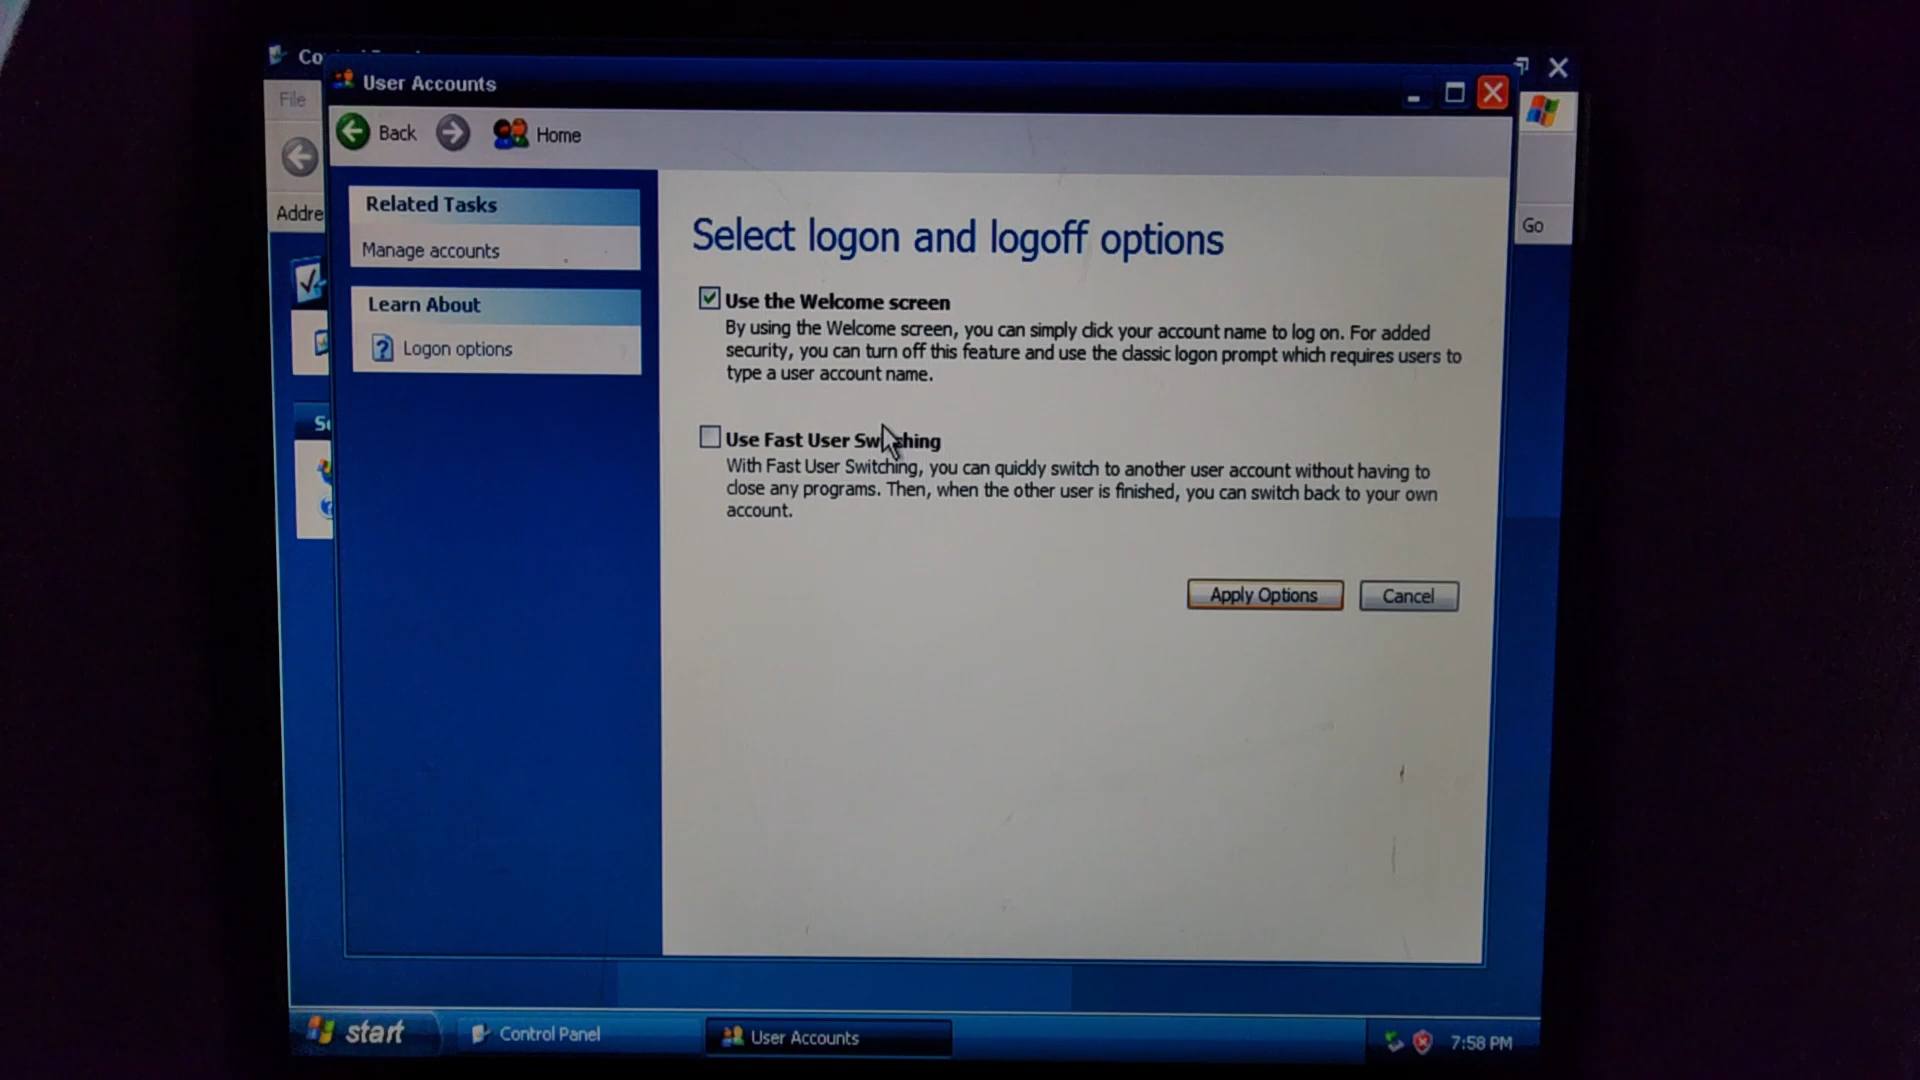 User Accounts
File
Back
Home
Addre
Go
Related Tasks
Manage accounts
Learn About
Logon options
Select logon and logoff options
Use the Welcome screen
By using the Welcome screen, you can simply click your account name to log on. For added
security, you can turn off this feature and use the classic logon prompt which requires users to
type a user account name.
Use Fast User Switching
With Fast User Switching, you can quickly switch to another user account without having to
close any programs. Then, when the other user is finished, you can switch back to your own
account.
Apply Options
Cancel
start
Control Panel
User Accounts
7:58 PM